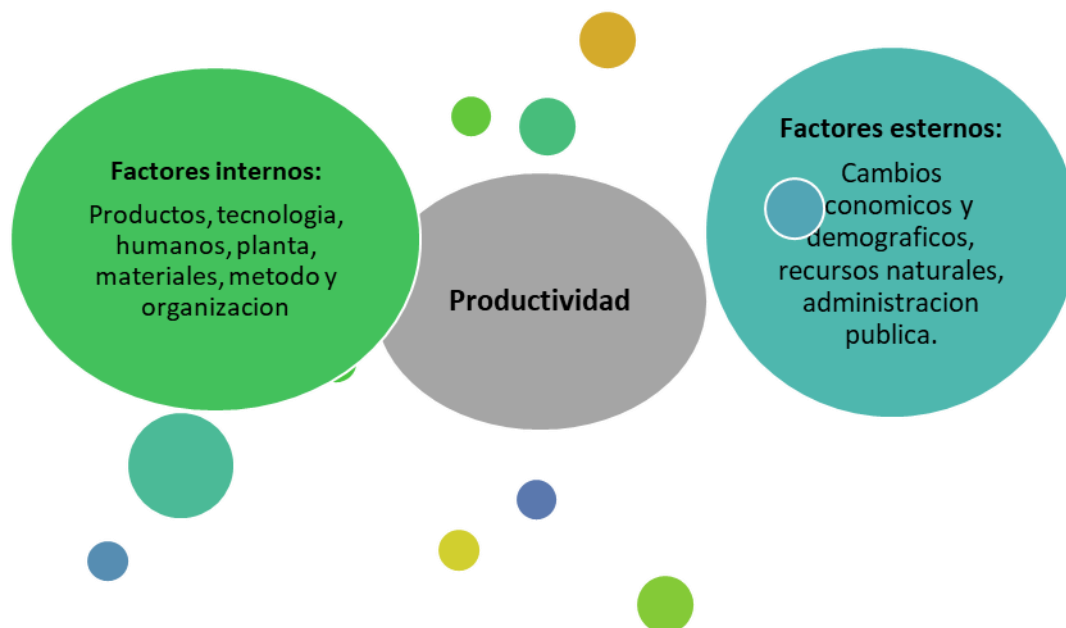 Factores internos:
Productos, tecnologia,
humanos, planta,
materiales, metodo y
organizacion
Productividad
Factores esternos:
Cambios
conomicos y
demograficos,
recursos naturales,
administracion
publica.